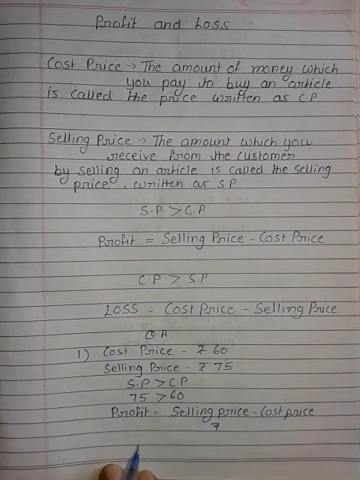 Profit and Loss
Cost Price → The amount of money which
you pay to buy an article
is called the price written as C.P
Selling Price → The amount which you
receive from the customer
by selling an article is called the selling
price, written as S.P
S.P > C.P
Profit = Selling Price - Cost Price
C P > S P
LOSS = Cost Price - Selling Price
1) Cost Price - ₹ 60
Selling Price - ₹ 75
S.P > C.P
75 > 60
Profit = Selling price - Cost price
7